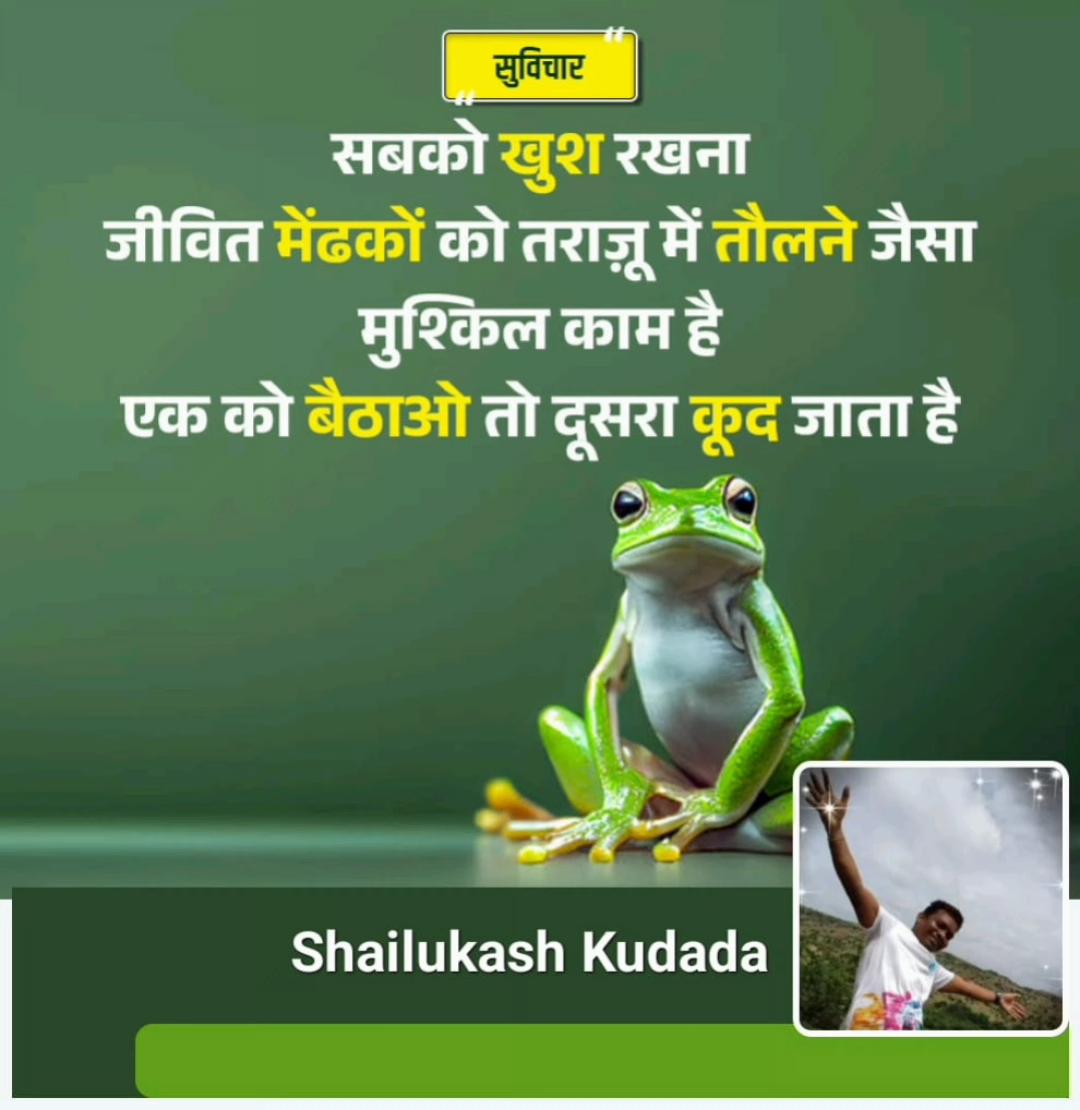 सुविचार
सबको खुश रखना
जीवित मेंढकों को तराज़ू में तौलने जैसा
मुश्किल काम है
एक को बैठाओ तो दूसरा कूद जाता है
Shailukash Kudada